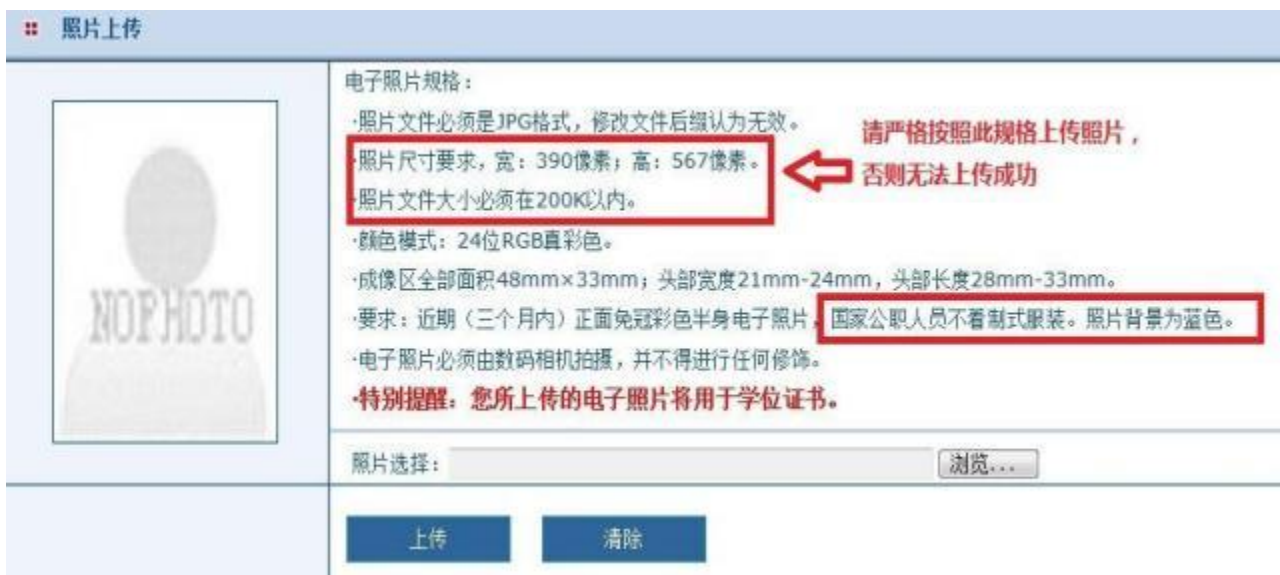 照片上传
电子照片规格：
·照片文件必须是JPG格式，修改文件后缀认为无效。
·照片尺寸要求，宽：390像素；高：567像素。
·照片文件大小必须在200K以内。
请严格按照此规格上传照片，
否则无法上传成功
·颜色模式：24位RGB真彩色。
·成像区全部面积48mm×33mm；头部宽度21mm-24mm，头部长度28mm-33mm。
·要求：近期（三个月内）正面免冠彩色半身电子照片，国家公职人员不着制式服装。照片背景为蓝色。
·电子照片必须由数码相机拍摄，并不得进行任何修饰。
·特别提醒：您所上传的电子照片将用于学位证书。
NOPHOTO
照片选择：
浏览...
上传
清除